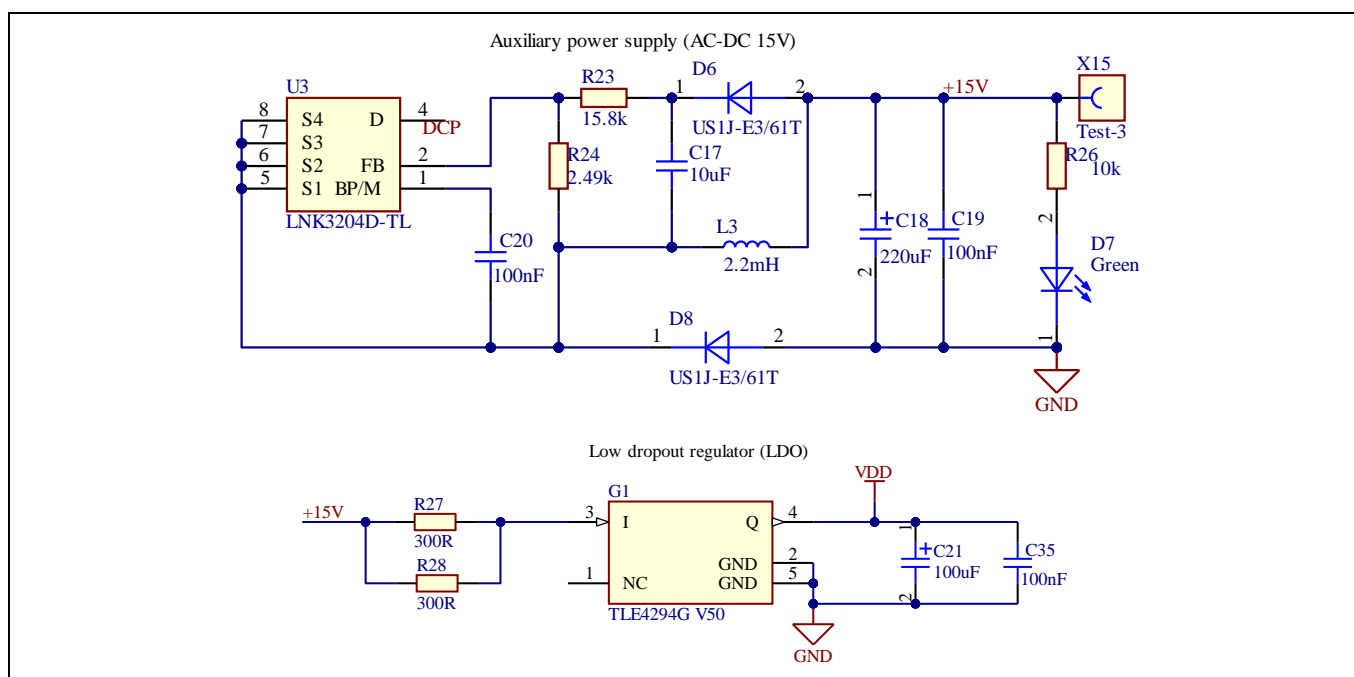 Auxiliary power supply (AC-DC 15V)
U3
8 S4 D 4
DCP
7 S3
6 S2 FB 2
5 S1 BP/M 1
LNK3204D-TL
C20
100nF
R23
15.8k
R24
2.49k
1 D6 2
US1J-E3/61T
C17
10uF
L3
2.2mH
D8
1 2
US1J-E3/61T
+15V
1
C18
220uF
2
C19
100nF
X15
Test-3
R26
10k
2
D7
Green
1
GND
Low dropout regulator (LDO)
+15V
R27
300R
R28
300R
G1
3 I Q 4
GND 2
1 NC GND 5
TLE4294G V50
GND
VDD
1
+C21
100uF
2
C35
100nF